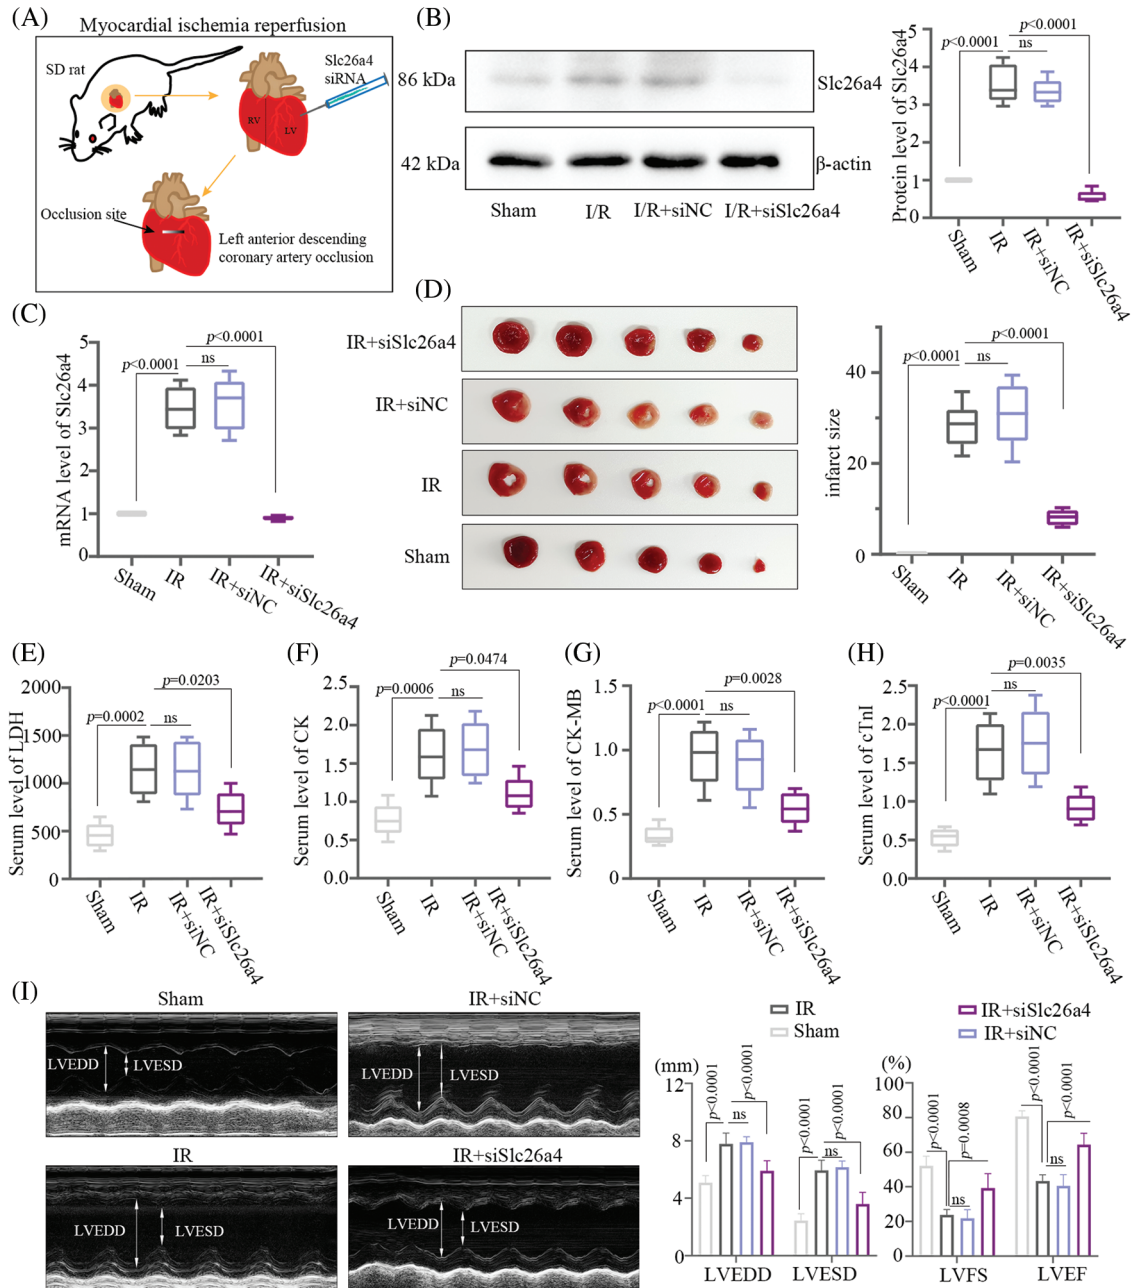 (A)
Myocardial ischemia reperfusion
SD rat
Slc26a4
siRNA
RV
LV
Occlusion site
Left anterior descending
coronary artery occlusion
(B)
86 kDa
Slc26a4
42 kDa
β-actin
Sham
I/R
I/R+siNC
I/R+siSlc26a4
Protein level of Slc26a4
5
4
3
2
1
0
p<0.0001
p<0.0001
ns
Sham
IR
IR+siNC
IR+siSlc26a4
(C)
mRNA level of Slc26a4
5
4
3
2
1
0
p<0.0001
p<0.0001
ns
Sham
IR
IR+siNC
IR+siSlc26a4
(D)
IR+siSlc26a4
IR+siNC
IR
Sham
infarct size
40
20
0
p<0.0001
p<0.0001
ns
Sham
IR
IR+siNC
IR+siSlc26a4
(E)
Serum level of LDH
2000
1500
1000
500
0
p=0.0203
p=0.0002
ns
Sham
IR
IR+siNC
IR+siSlc26a4
(F)
Serum level of CK
2.5
2.0
1.5
1.0
0.5
0.0
p=0.0474
p=0.0006
ns
Sham
IR
IR+siNC
IR+siSlc26a4
(G)
Serum level of CK-MB
1.5
1.0
0.5
0
p=0.0028
p<0.0001
ns
Sham
IR
IR+siNC
IR+siSlc26a4
(H)
Serum level of cTnI
2.5
2.0
1.5
1.0
0.5
0.0
p=0.0035
ns
p<0.0001
Sham
IR
IR+siNC
IR+siSlc26a4
(I)
Sham
LVEDD
LVESD
IR+siNC
LVEDD
LVESD
IR
LVEDD
LVESD
IR+siSlc26a4
LVEDD
LVESD
IR
Sham
IR+siSlc26a4
IR+siNC
(mm)
12
8
4
0
p<0.0001
p<0.0001
ns
p<0.0001
p<0.0001
ns
LVEDD
LVESD
(%)
100
80
60
40
20
0
p<0.0001
p=0.0008
ns
p<0.0001
p<0.0001
ns
LVFS
LVEF